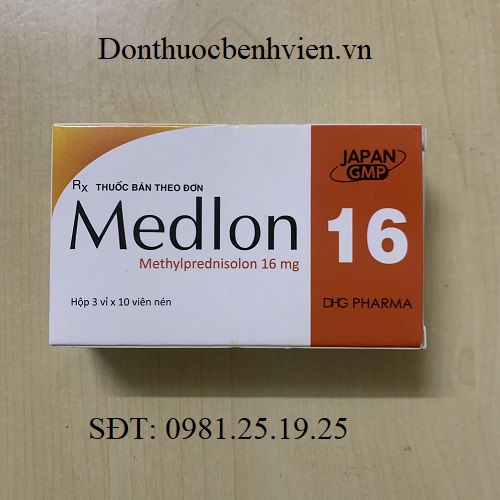 Donthuocbenhvien.vn
JAPAN
GMP
Rx THUỐC BÁN THEO ĐƠN
Medlon 16
Methylprednisolon 16 mg
Hộp 3 vỉ x 10 viên nén
DHG PHARMA
SĐT: 0981.25.19.25